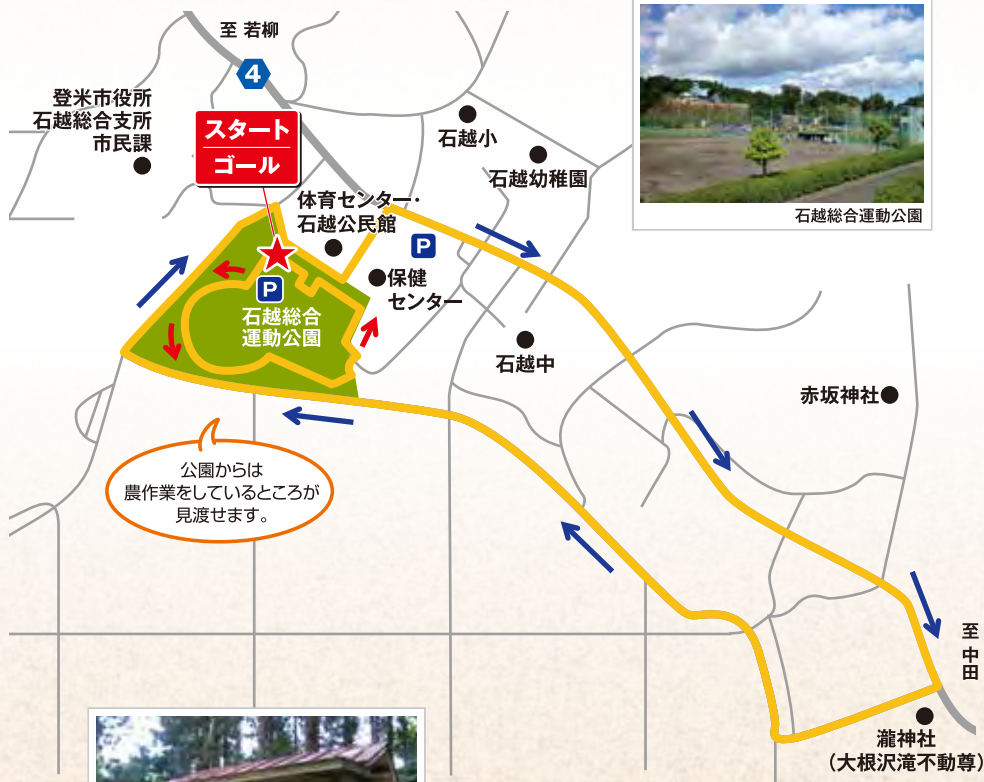 至 若柳
4
登米市役所
石越総合支所
市民課
スタート
ゴール
石越小
石越幼稚園
石越総合運動公園
体育センター・
石越公民館
P
保健
センター
P
石越総合
運動公園
石越中
赤坂神社
公園からは
農作業をしているところが
見渡せます。
至 中田
瀧神社
(大根沢滝不動尊)